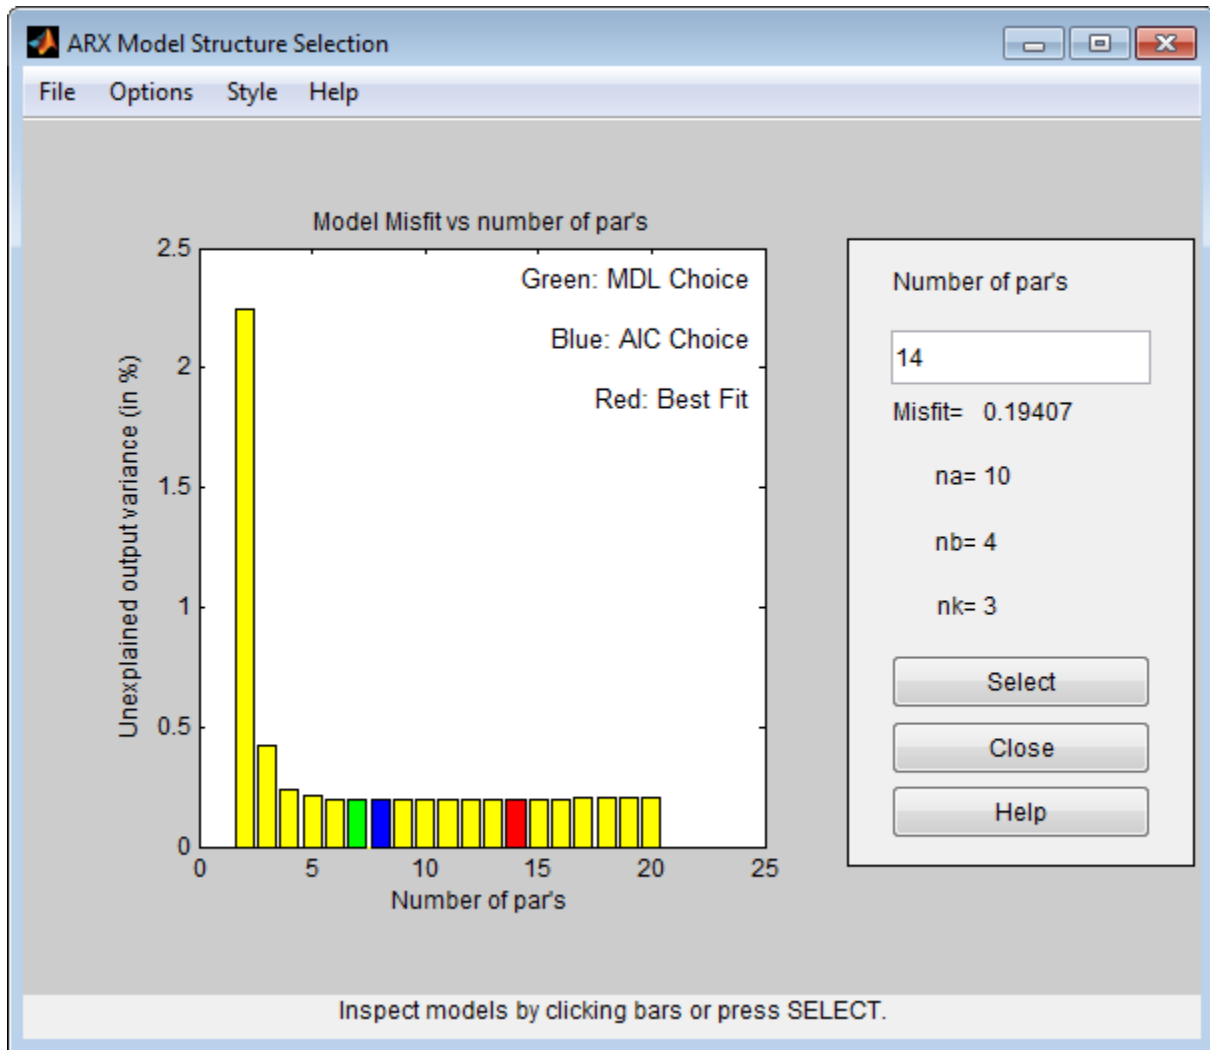 ARX Model Structure Selection
File Options Style Help
Model Misfit vs number of par's
2.5
2
1.5
1
0.5
0
Unexplained output variance (in %)
Green: MDL Choice
Blue: AIC Choice
Red: Best Fit
0 5 10 15 20 25
Number of par's
Number of par's
14
Misfit= 0.19407
na= 10
nb= 4
nk= 3
Select
Close
Help
Inspect models by clicking bars or press SELECT.